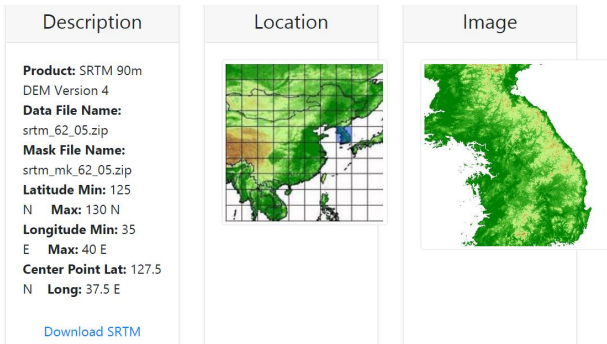 Description
Product: SRTM 90m
DEM Version 4
Data File Name:
srtm_62_05.zip
Mask File Name:
srtm_mk_62_05.zip
Latitude Min: 125
N Max: 130 N
Longitude Min: 35
E Max: 40 E
Center Point Lat: 127.5
N Long: 37.5 E
Download SRTM
Location
Image